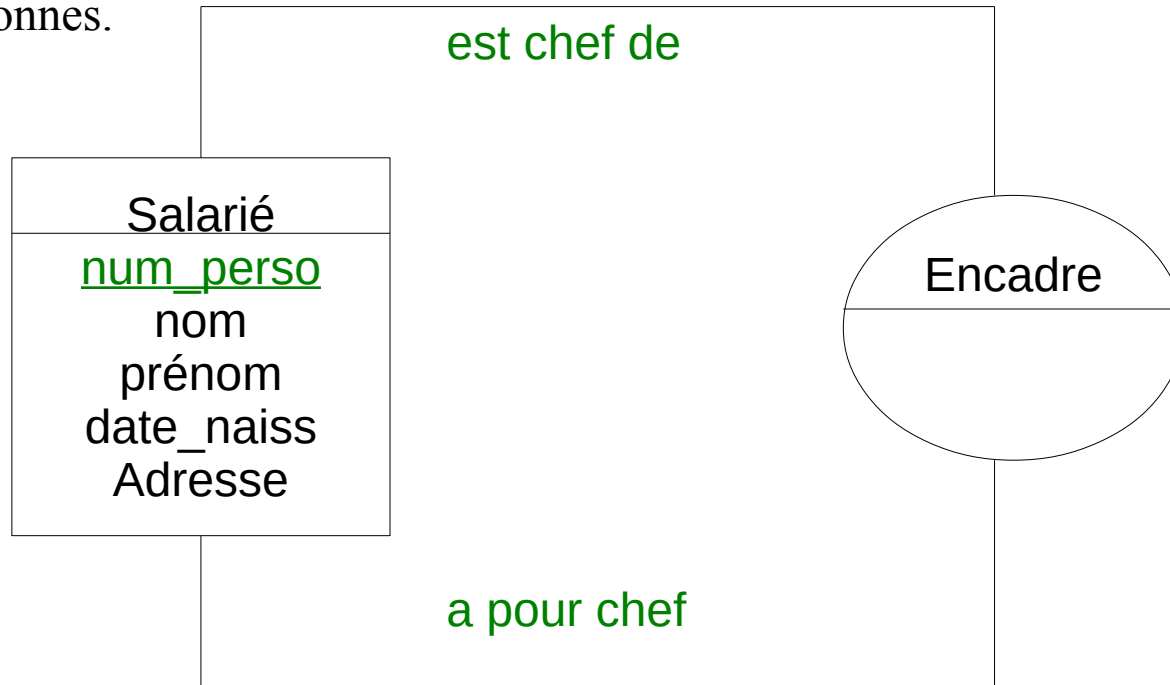 onnes.
est chef de
Salarié
num_perso
nom
prénom
date_naiss
Adresse
Encadre
a pour chef